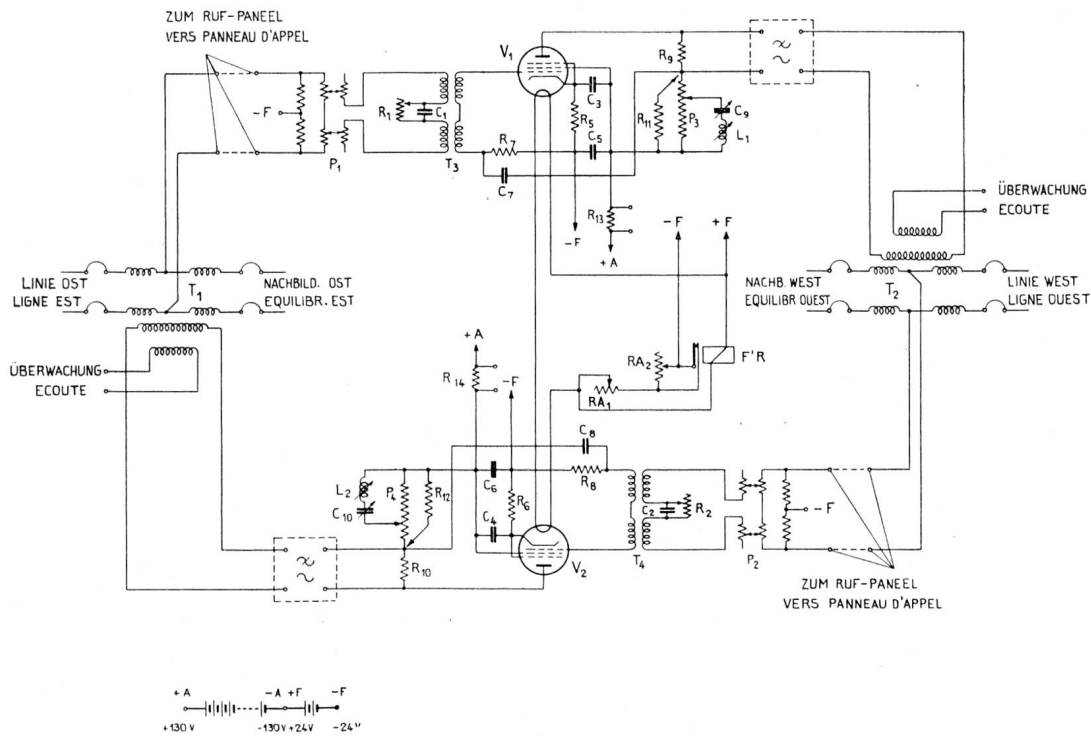 ZUM RUF-PANEEL
VERS PANNEAU D'APPEL
V1
R9
-F
R1
C1
C3
R5
R11
P3
C9
L1
P1
T3
R7
C5
C7
R13
-F
+A
-F
+F
ÜBERWACHUNG
ECOUTE
LINIE OST
LIGNE EST
T1
NACHBILD. OST
EQUILIBR. EST
NACHB. WEST
EQUILIBR OUEST
T2
LINIE WEST
LIGNE OUEST
ÜBERWACHUNG
ECOUTE
+A
R14
-F
RA2
F'R
RA1
C8
L2
C10
P4
R12
C6
R6
C4
R8
C2
R2
-F
R10
V2
T4
P2
ZUM RUF-PANEEL
VERS PANNEAU D'APPEL
+A -A +F -F
+130 V -130V +24V -24"